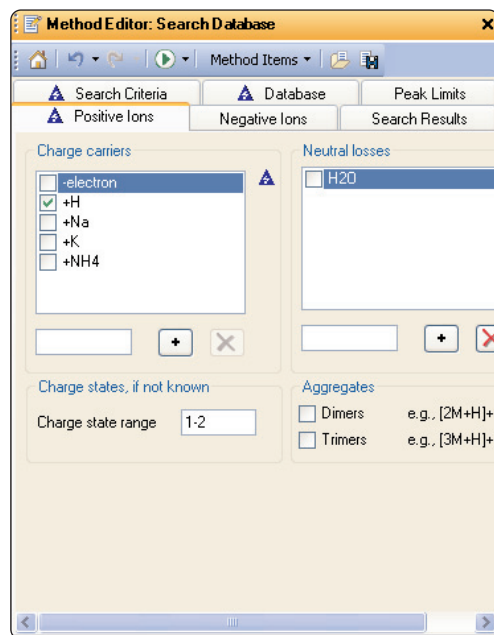 Method Editor: Search Database
Method Items
Search Criteria Database Peak Limits
Positive Ions Negative Ions Search Results
Charge carriers
-electron
+H
+Na
+K
+NH4
Neutral losses
H2O
Charge states, if not known
Charge state range 1-2
Aggregates
Dimers e.g., [2M+H]+
Trimers e.g., [3M+H]+